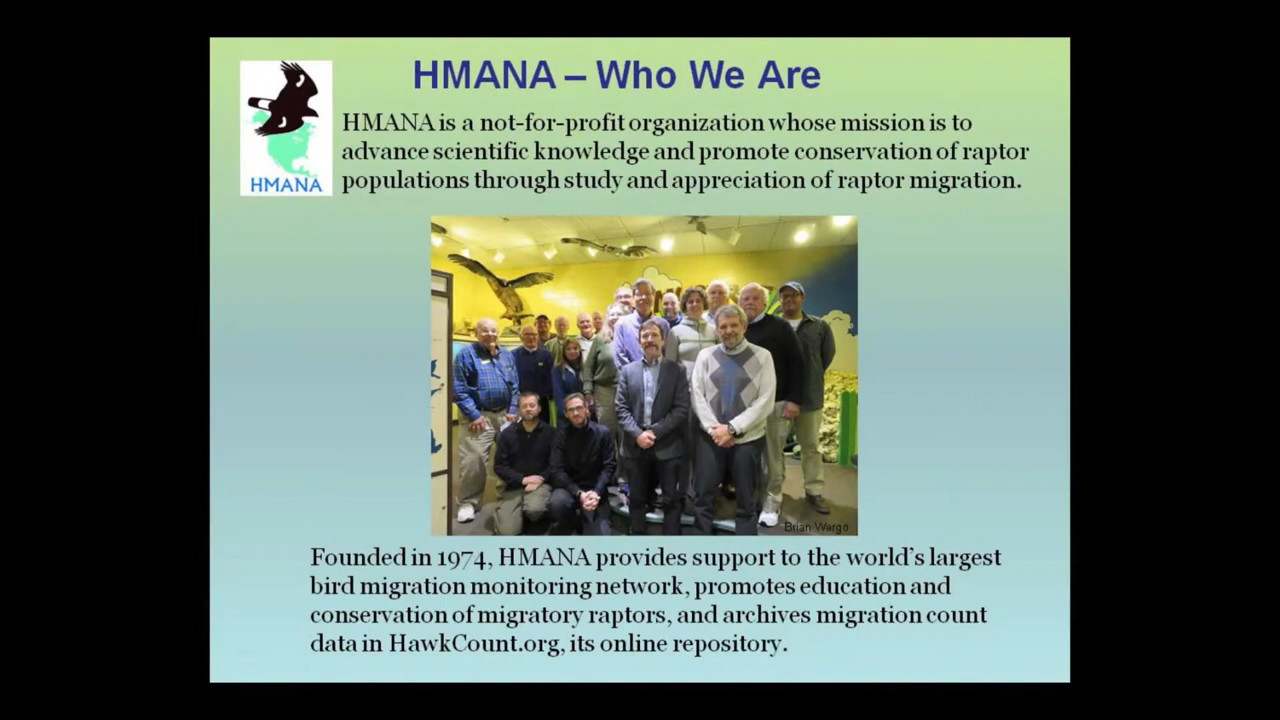 HMANA – Who We Are
HMANA
HMANA is a not-for-profit organization whose mission is to
advance scientific knowledge and promote conservation of raptor
populations through study and appreciation of raptor migration.
Brian Wargo
Founded in 1974, HMANA provides support to the world's largest
bird migration monitoring network, promotes education and
conservation of migratory raptors, and archives migration count
data in HawkCount.org, its online repository.